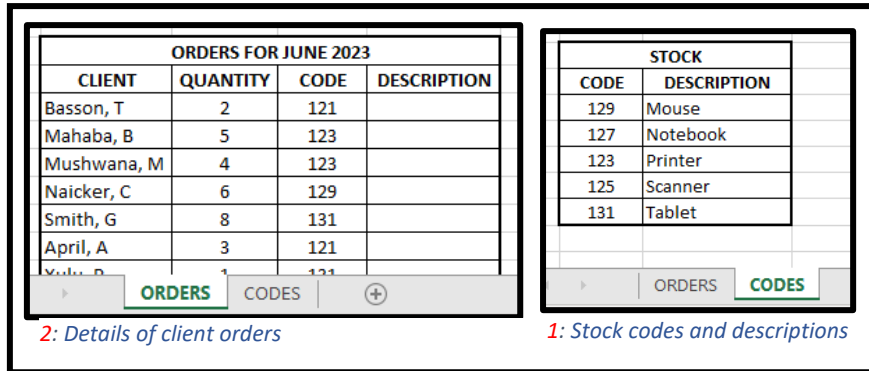 ORDERS FOR JUNE 2023
CLIENT QUANTITY CODE DESCRIPTION
Basson, T 2 121
Mahaba, B 5 123
Mushwana, M 4 123
Naicker, C 6 129
Smith, G 8 131
April, A 3 121
ORDERS CODES
2: Details of client orders
STOCK
CODE DESCRIPTION
129 Mouse
127 Notebook
123 Printer
125 Scanner
131 Tablet
ORDERS CODES
1: Stock codes and descriptions